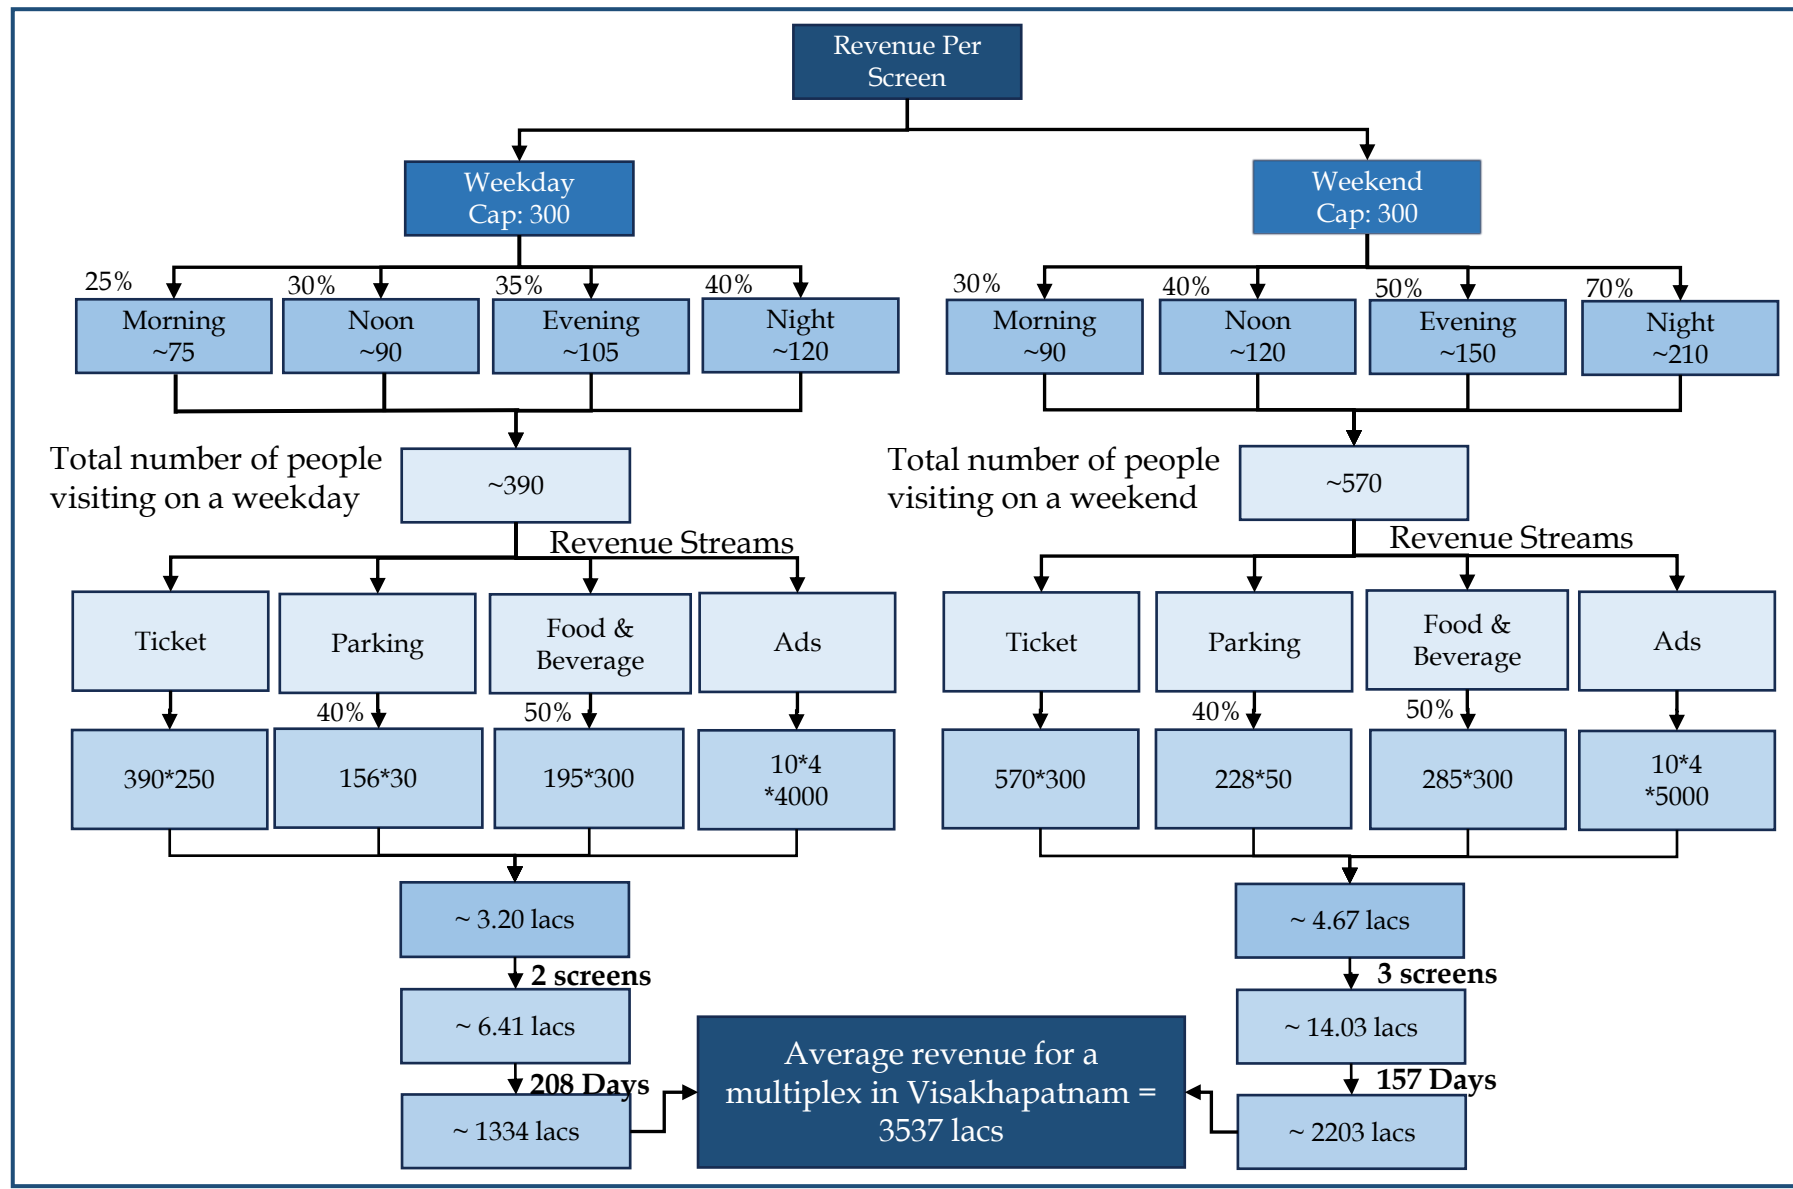 Revenue Per
Screen
Weekday
Cap: 300
Weekend
Cap: 300
25%
30%
35%
40%
30%
40%
50%
70%
Morning
~75
Noon
~90
Evening
~105
Night
~120
Morning
~90
Noon
~120
Evening
~150
Night
~210
Total number of people
visiting on a weekday
~390
Total number of people
visiting on a weekend
~570
Revenue Streams
Revenue Streams
Ticket
Parking
Food &
Beverage
Ads
Ticket
Parking
Food &
Beverage
Ads
40%
50%
40%
50%
390*250
156*30
195*300
10*4
*4000
570*300
228*50
285*300
10*4
*5000
~ 3.20 lacs
~ 4.67 lacs
2 screens
3 screens
~ 6.41 lacs
~ 14.03 lacs
208 Days
157 Days
~ 1334 lacs
~ 2203 lacs
Average revenue for a
multiplex in Visakhapatnam =
3537 lacs